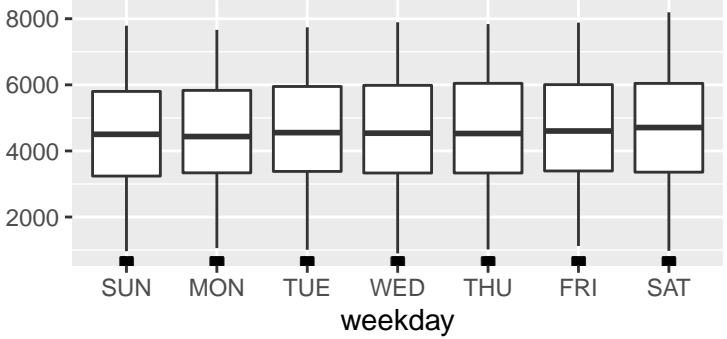 8000
6000
4000
2000
SUN MON TUE WED THU FRI SAT
weekday